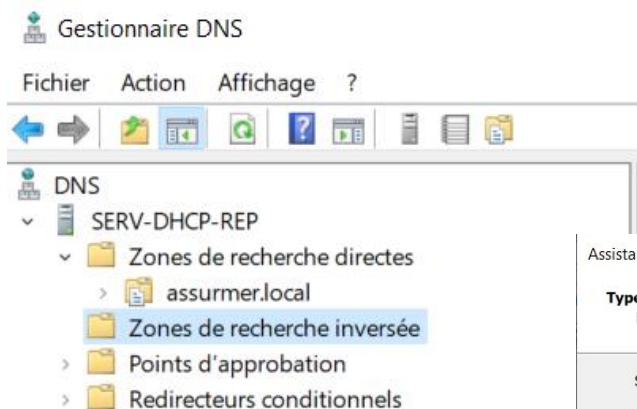 Gestionnaire DNS
Fichier Action Affichage ?
DNS
SERV-DHCP-REP
Zones de recherche directes
assurmer.local
Zones de recherche inversée
Points d'approbation
Redirecteurs conditionnels